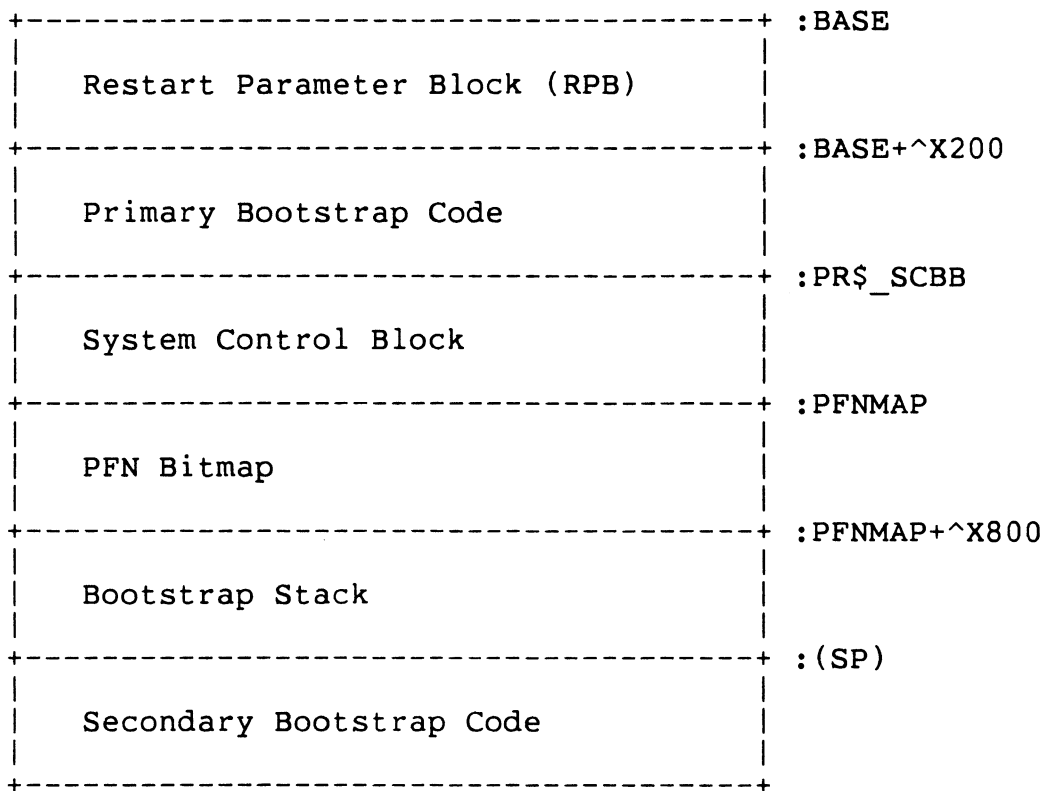 :BASE
Restart Parameter Block (RPB)
:BASE+^X200
Primary Bootstrap Code
:PR$_SCBB
System Control Block
:PFNMAP
PFN Bitmap
:PFNMAP+^X800
Bootstrap Stack
:(SP)
Secondary Bootstrap Code